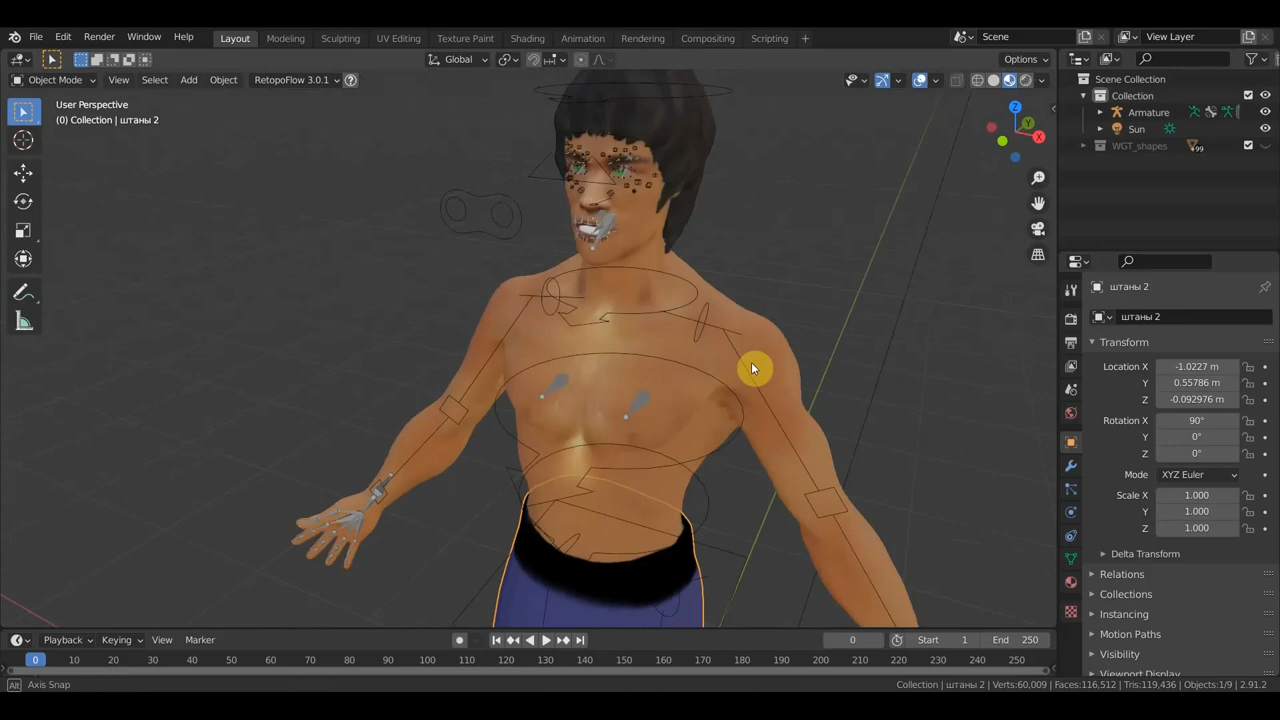 File Edit Render Window Help Layout Modeling Sculpting UV Editing Shading Animation Rendering Compositing Scripting + Scene View Layer
Global Options
Object Mode View Select Add Object RetopoFlow 3.0.1
User Perspective
(0) Collection | штаны 2
Z
Y
X
Scene Collection
Collection
Armature
Sun
WGT_shapes +99
штаны 2
штаны 2
Transform
Location X -1.0227 m
Y 0.55786 m
Z -0.092976 m
Rotation X 90°
Y 0°
Z 0°
Mode XYZ Euler
Scale X 1.000
Y 1.000
Z 1.000
Delta Transform
Relations
Collections
Instancing
Motion Paths
Visibility
Viewport Display
Playback Keying View Marker 0 Start 1 End 250
0 10 20 30 40 50 60 70 80 90 100 110 120 130 140 150 160 170 180 190 200 210 220 230 240 250
Alt Axis Snap Collection | штаны 2 | Verts:60,009 | Faces:116,512 | Tris:119,436 | Objects:1/9 | 2.91.2